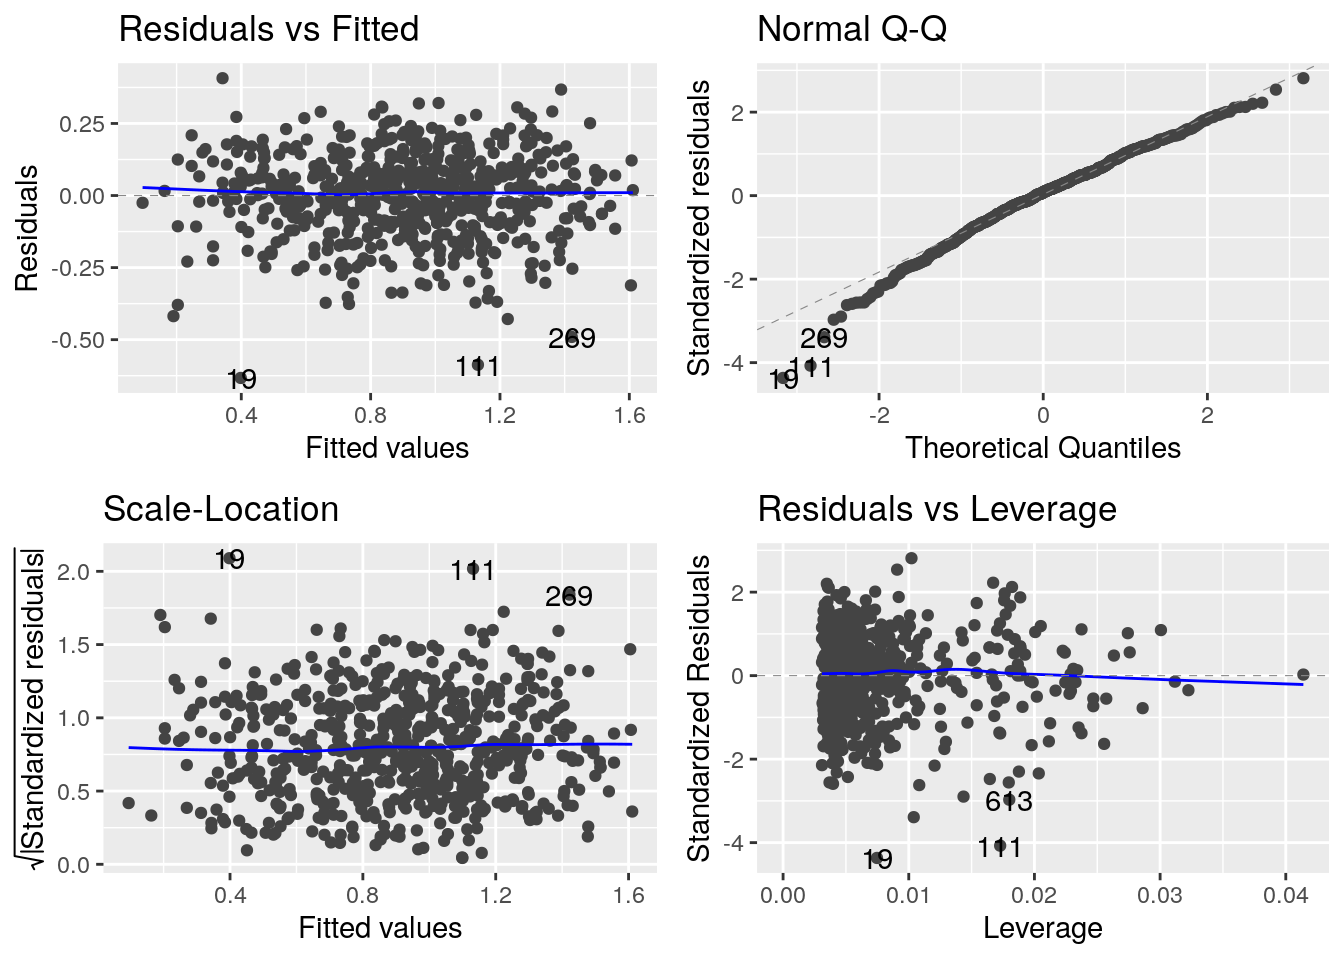 Residuals vs Fitted
Residuals
0.25
0.00
-0.25
-0.50
269
111
19
0.4 0.8 1.2 1.6
Fitted values
Normal Q-Q
Standardized residuals
2
0
-2
-4
269
111
19
-2 0 2
Theoretical Quantiles
Scale-Location
√|Standardized residuals|
2.0
1.5
1.0
0.5
0.0
19
111
269
0.4 0.8 1.2 1.6
Fitted values
Residuals vs Leverage
Standardized Residuals
2
0
-2
-4
613
111
19
0.00 0.01 0.02 0.03 0.04
Leverage